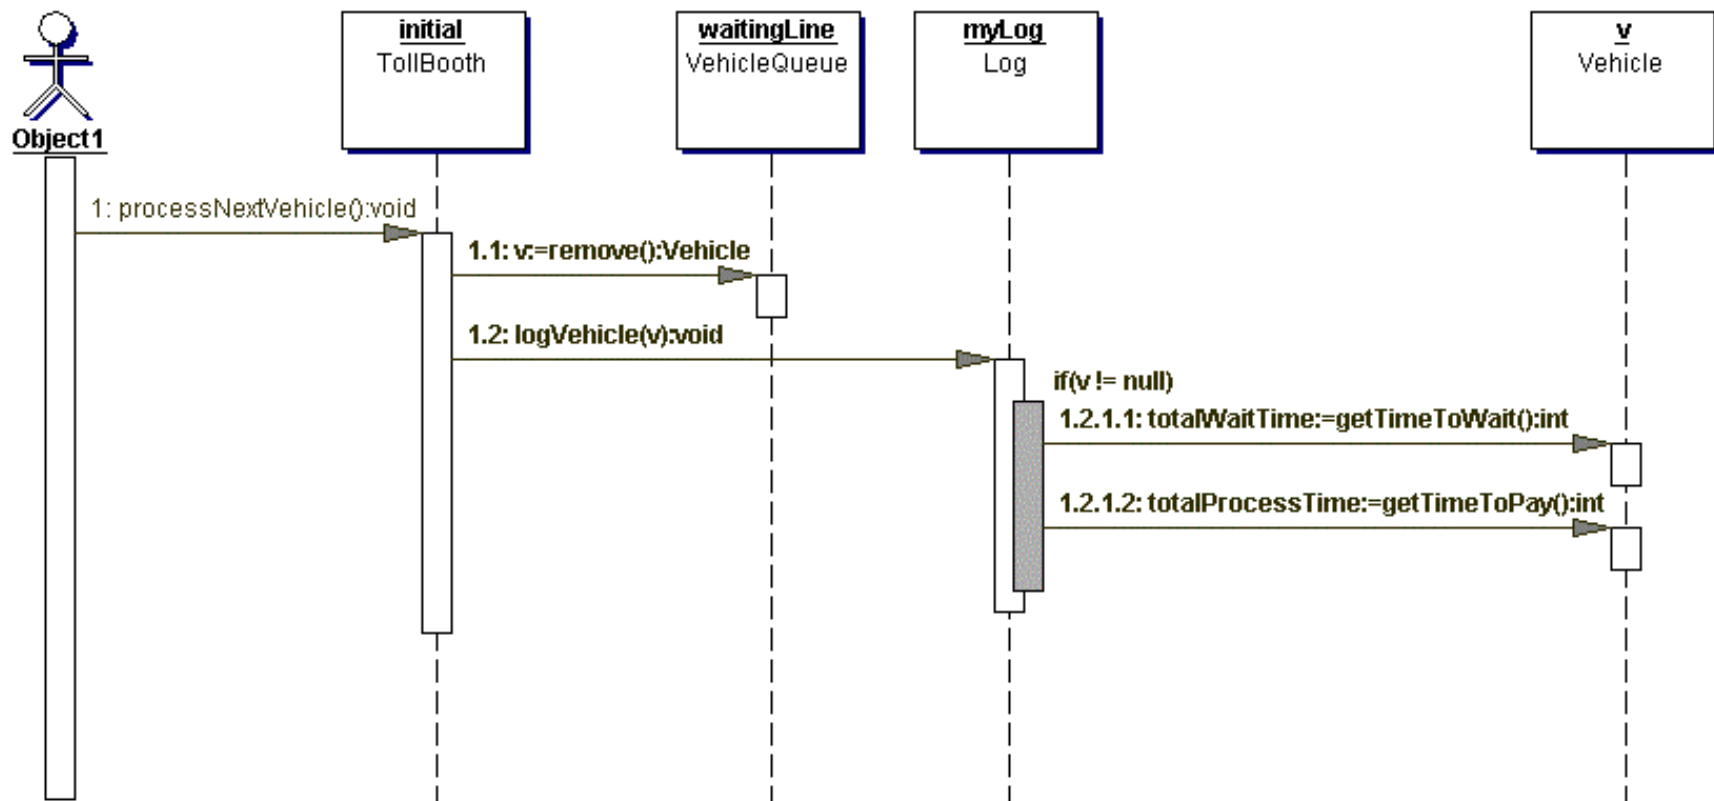 initial
TollBooth
waitingLine
VehicleQueue
myLog
Log
v
Vehicle
Object1
1: processNextVehicle():void
1.1: v:=remove():Vehicle
1.2: logVehicle(v):void
if(v != null)
1.2.1.1: totalWaitTime:=getTimeToWait():int
1.2.1.2: totalProcessTime:=getTimeToPay():int